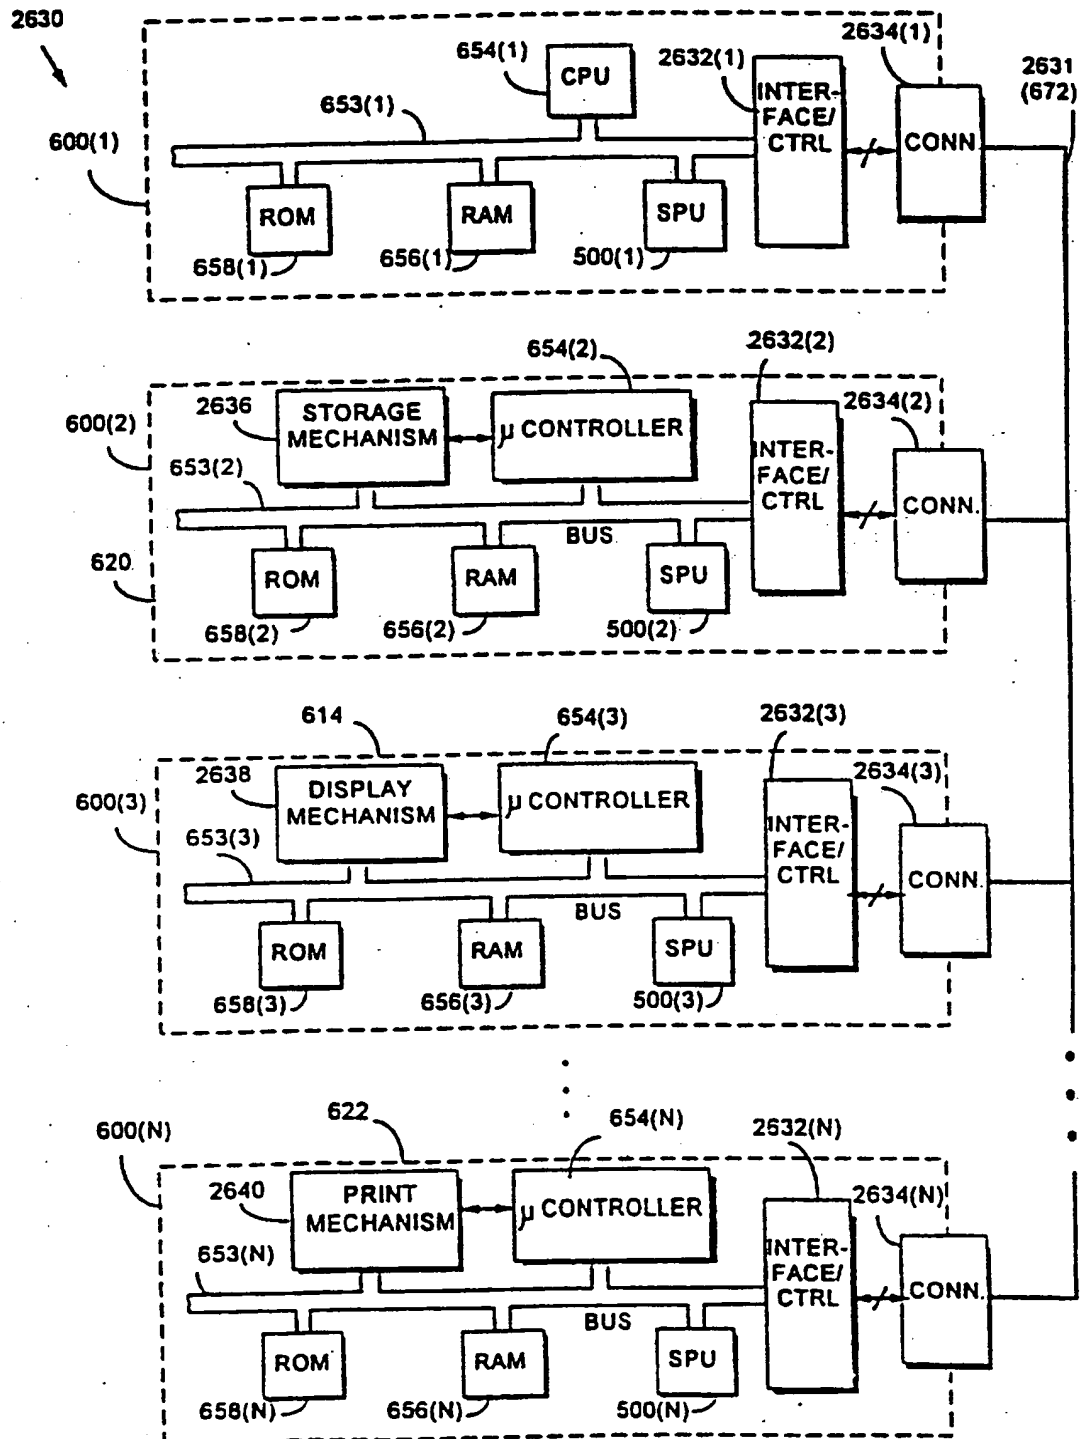 2630
2634(1)
654(1)
2632(1)
2631
(672)
CPU
INTER-
FACE/
CTRL
653(1)
600(1)
CONN.
ROM
RAM
SPU
658(1)
656(1)
500(1)
2632(2)
654(2)
2634(2)
2636
STORAGE
MECHANISM
µ CONTROLLER
600(2)
INTER-
FACE/
CTRL
653(2)
CONN.
BUS
620
ROM
RAM
SPU
658(2)
656(2)
500(2)
614
654(3)
2632(3)
2634(3)
2638
DISPLAY
MECHANISM
µ CONTROLLER
600(3)
INTER-
FACE/
CTRL
653(3)
CONN.
BUS
ROM
RAM
SPU
658(3)
656(3)
500(3)
622
654(N)
2632(N)
600(N)
2634(N)
2640
PRINT
MECHANISM
µ CONTROLLER
INTER-
FACE/
CTRL
653(N)
CONN.
BUS
ROM
RAM
SPU
658(N)
656(N)
500(N)